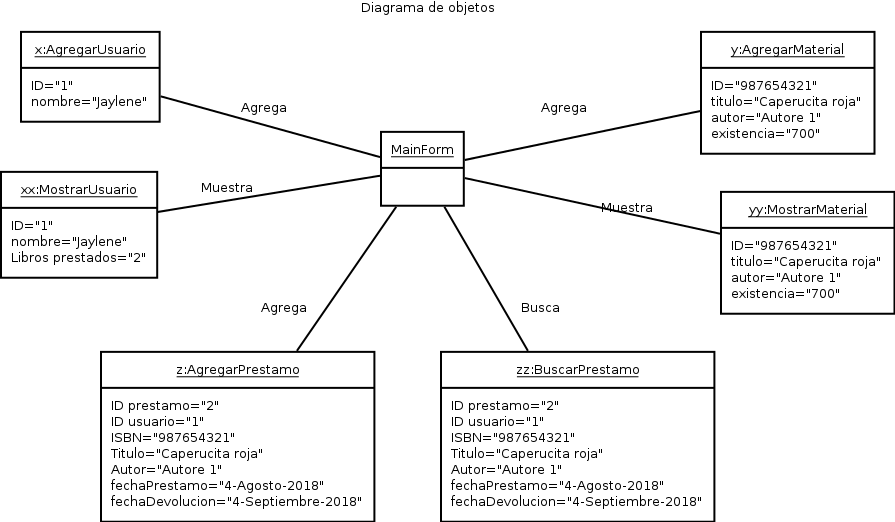 Diagrama de objetos
x:AgregarUsuario
ID="1"
nombre="Jaylene"
Agrega
Agrega
y:AgregarMaterial
ID="987654321"
titulo="Caperucita roja"
autor="Autore 1"
existencia="700"
MainForm
xx:MostrarUsuario
ID="1"
nombre="Jaylene"
Libros prestados="2"
Muestra
Muestra
yy:MostrarMaterial
ID="987654321"
titulo="Caperucita roja"
autor="Autore 1"
existencia="700"
Agrega
Busca
z:AgregarPrestamo
ID prestamo="2"
ID usuario="1"
ISBN="987654321"
Titulo="Caperucita roja"
Autor="Autore 1"
fechaPrestamo="4-Agosto-2018"
fechaDevolucion="4-Septiembre-2018"
zz:BuscarPrestamo
ID prestamo="2"
ID usuario="1"
ISBN="987654321"
Titulo="Caperucita roja"
Autor="Autore 1"
fechaPrestamo="4-Agosto-2018"
fechaDevolucion="4-Septiembre-2018"